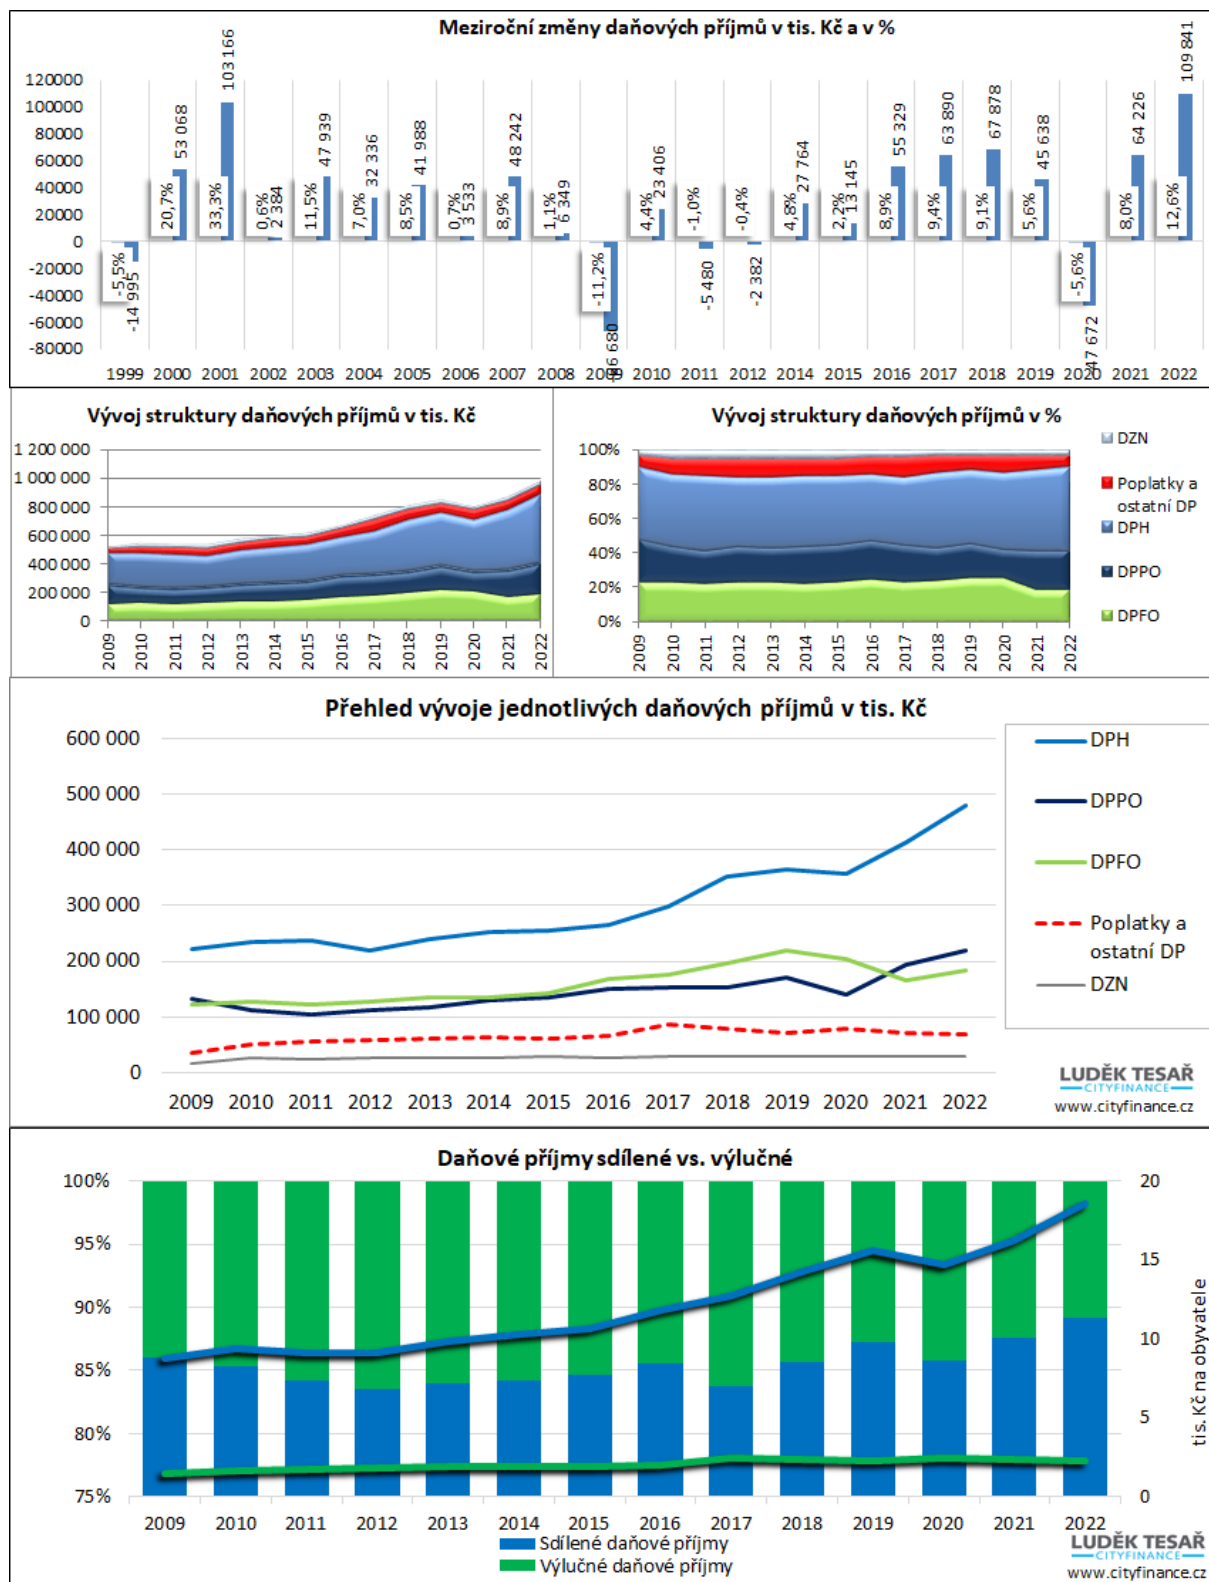 Meziroční změny daňových příjmů v tis. Kč a v %
120000
100000
80000
60000
40000
20000
0
-20000
-40000
-60000
-80000
-5,5%
-14 995
20,7%
53 068
33,3%
103 166
0,6%
2 384
11,5%
47 939
7,0%
32 336
8,5%
41 988
0,7%
3 533
8,9%
48 242
1,1%
6 349
-11,2%
4,4%
23 406
-1,0%
-5 480
-0,4%
-2 382
4,8%
27 764
2,2%
13 145
8,9%
55 329
9,4%
63 890
9,1%
67 878
5,6%
45 638
-5,6%
-47 672
8,0%
64 226
12,6%
109 841
1999 2000 2001 2002 2003 2004 2005 2006 2007 2008 2009 2010 2011 2012 2014 2015 2016 2017 2018 2019 2020 2021 2022
Vývoj struktury daňových příjmů v tis. Kč
1 200 000
1 000 000
800 000
600 000
400 000
200 000
0
2009 2010 2011 2012 2013 2014 2015 2016 2017 2018 2019 2020 2021 2022
Vývoj struktury daňových příjmů v %
100%
80%
60%
40%
20%
0%
2009 2010 2011 2012 2013 2014 2015 2016 2017 2018 2019 2020 2021 2022
DZN
Poplatky a
ostatní DP
DPH
DPPO
DPFO
Přehled vývoje jednotlivých daňových příjmů v tis. Kč
600 000
500 000
400 000
300 000
200 000
100 000
0
2009 2010 2011 2012 2013 2014 2015 2016 2017 2018 2019 2020 2021 2022
DPH
DPPO
DPFO
Poplatky a
ostatní DP
DZN
LUDĚK TESAŘ
CITYFINANCE
www.cityfinance.cz
Daňové příjmy sdílené vs. výlučné
100%
95%
90%
85%
80%
75%
20
15
10
5
0
tis. Kč na obyvatele
2009 2010 2011 2012 2013 2014 2015 2016 2017 2018 2019 2020 2021 2022
Sdílené daňové příjmy
Výlučné daňové příjmy
LUDĚK TESAŘ
CITYFINANCE
www.cityfinance.cz